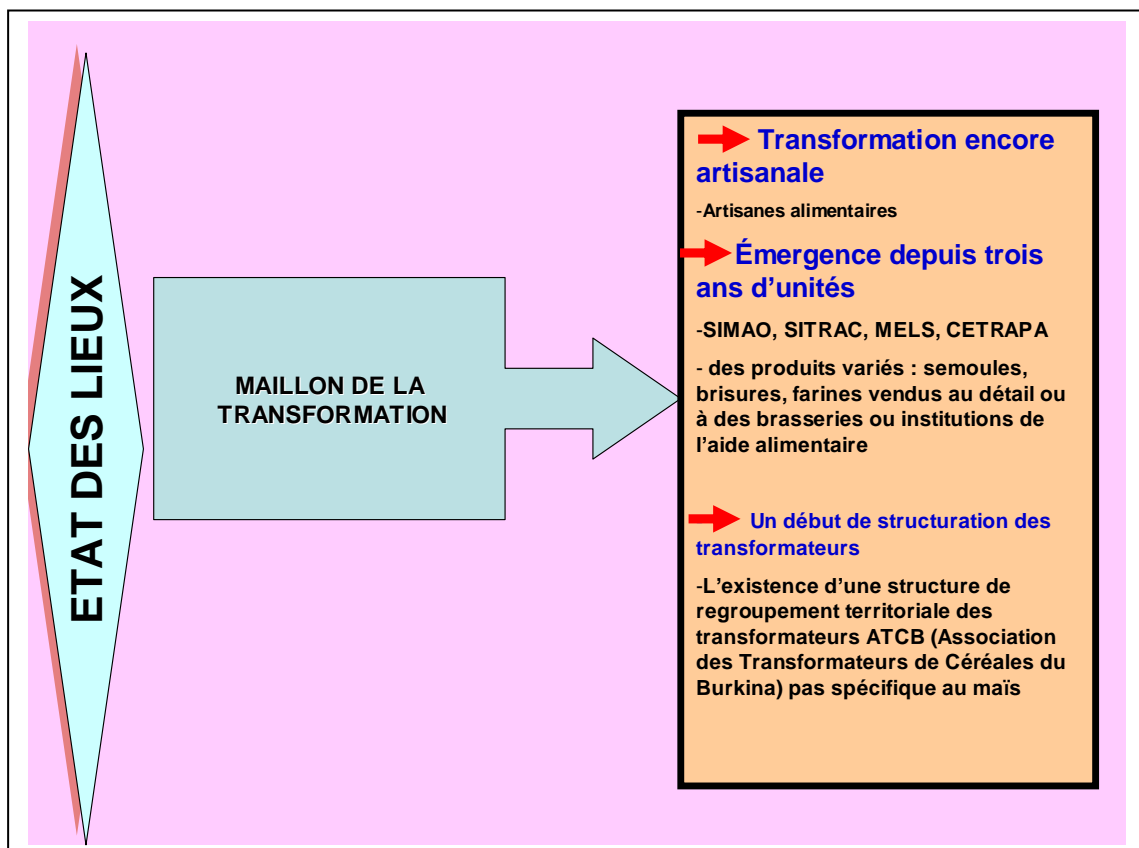 ETAT DES LIEUX
MAILLON DE LA
TRANSFORMATION
Transformation encore
artisanale
-Artisanes alimentaires
Émergence depuis trois
ans d’unités
-SIMAO, SITRAC, MELS, CETRAPA
- des produits variés : semoules,
brisures, farines vendus au détail ou
à des brasseries ou institutions de
l’aide alimentaire
Un début de structuration des
transformateurs
-L’existence d’une structure de
regroupement territoriale des
transformateurs ATCB (Association
des Transformateurs de Céréales du
Burkina) pas spécifique au maïs